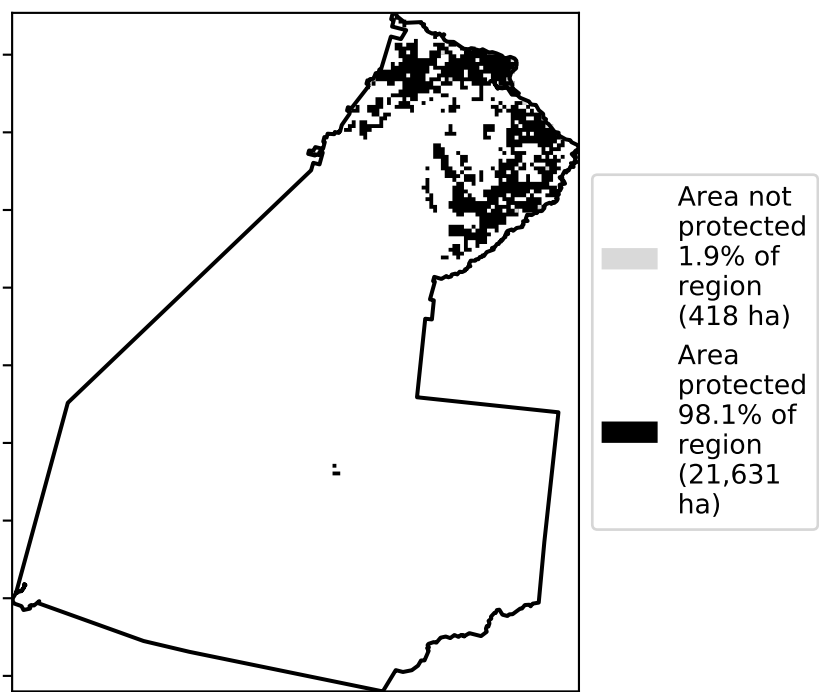 Area not
protected
1.9% of
region
(418 ha)
Area
protected
98.1% of
region
(21,631
ha)